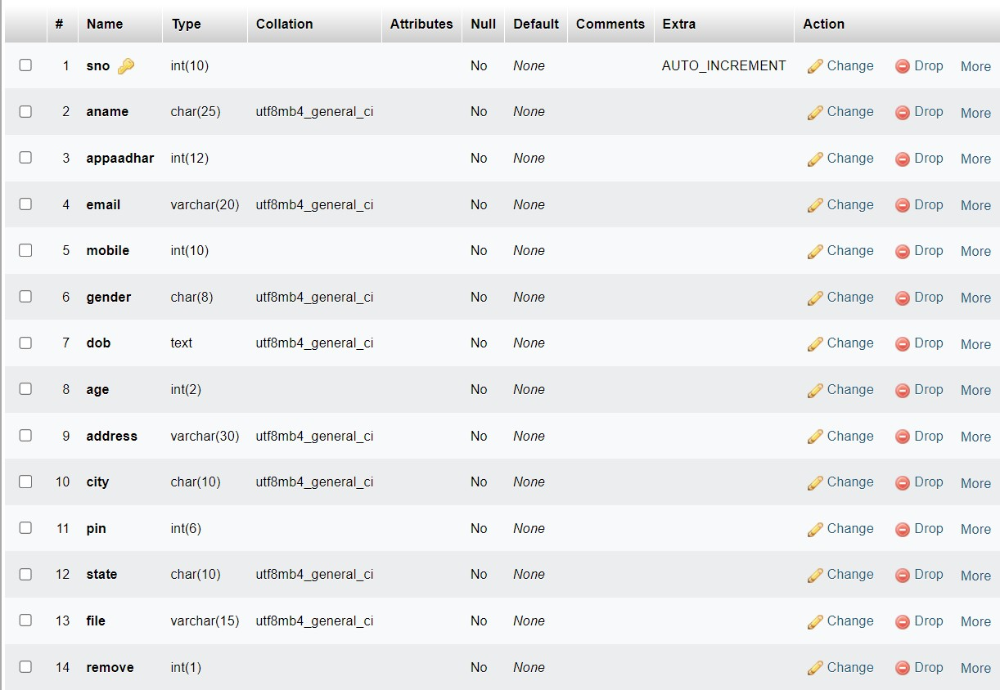 # Name Type Collation Attributes Null Default Comments Extra Action
1 sno int(10) No None AUTO_INCREMENT Change Drop More
2 aname char(25) utf8mb4_general_ci No None Change Drop More
3 appaadhar int(12) No None Change Drop More
4 email varchar(20) utf8mb4_general_ci No None Change Drop More
5 mobile int(10) No None Change Drop More
6 gender char(8) utf8mb4_general_ci No None Change Drop More
7 dob text utf8mb4_general_ci No None Change Drop More
8 age int(2) No None Change Drop More
9 address varchar(30) utf8mb4_general_ci No None Change Drop More
10 city char(10) utf8mb4_general_ci No None Change Drop More
11 pin int(6) No None Change Drop More
12 state char(10) utf8mb4_general_ci No None Change Drop More
13 file varchar(15) utf8mb4_general_ci No None Change Drop More
14 remove int(1) No None Change Drop More